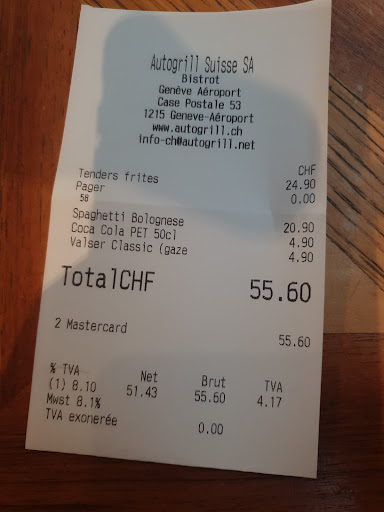 Autogrill Suisse SA
Bistrot
Genève Aéroport
Case Postale 53
1215 Geneve-Aéroport
www.autogrill.ch
info-ch@autogrill.net
CHF
Tenders frites 24.90
Pager 0.00
58
Spaghetti Bolognese 20.90
Coca Cola PET 50cl 4.90
Valser Classic (gaze 4.90
TotalCHF 55.60
2 Mastercard 55.60
% TVA Net Brut TVA
(1) 8.10 51.43 55.60 4.17
Mwst 8.1%
TVA exonerée 0.00